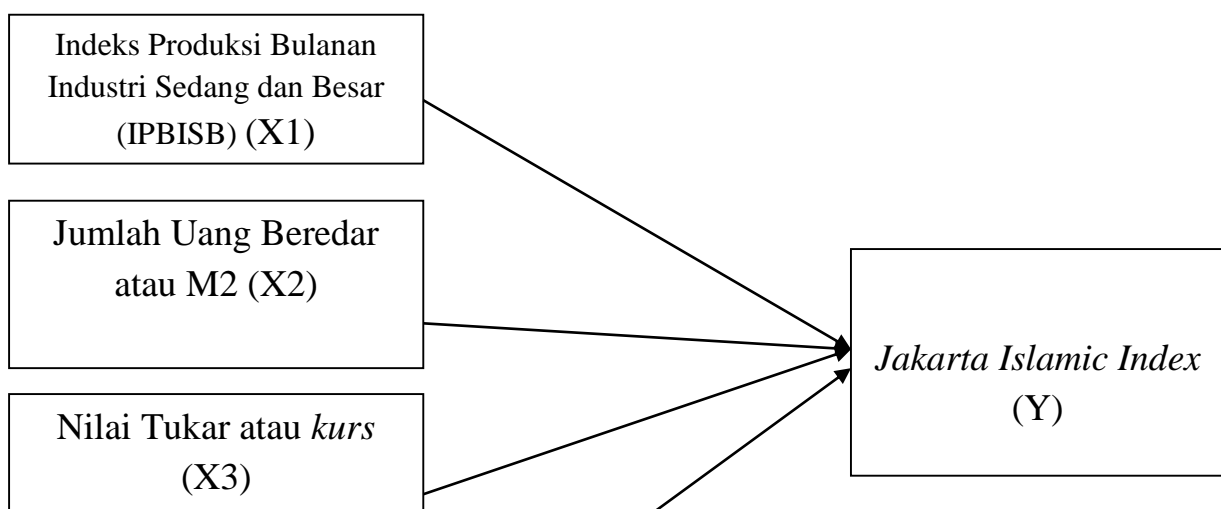 Indeks Produksi Bulanan
Industri Sedang dan Besar
(IPBISB) (X1)
Jumlah Uang Beredar
atau M2 (X2)
Nilai Tukar atau kurs
(X3)
Jakarta Islamic Index
(Y)